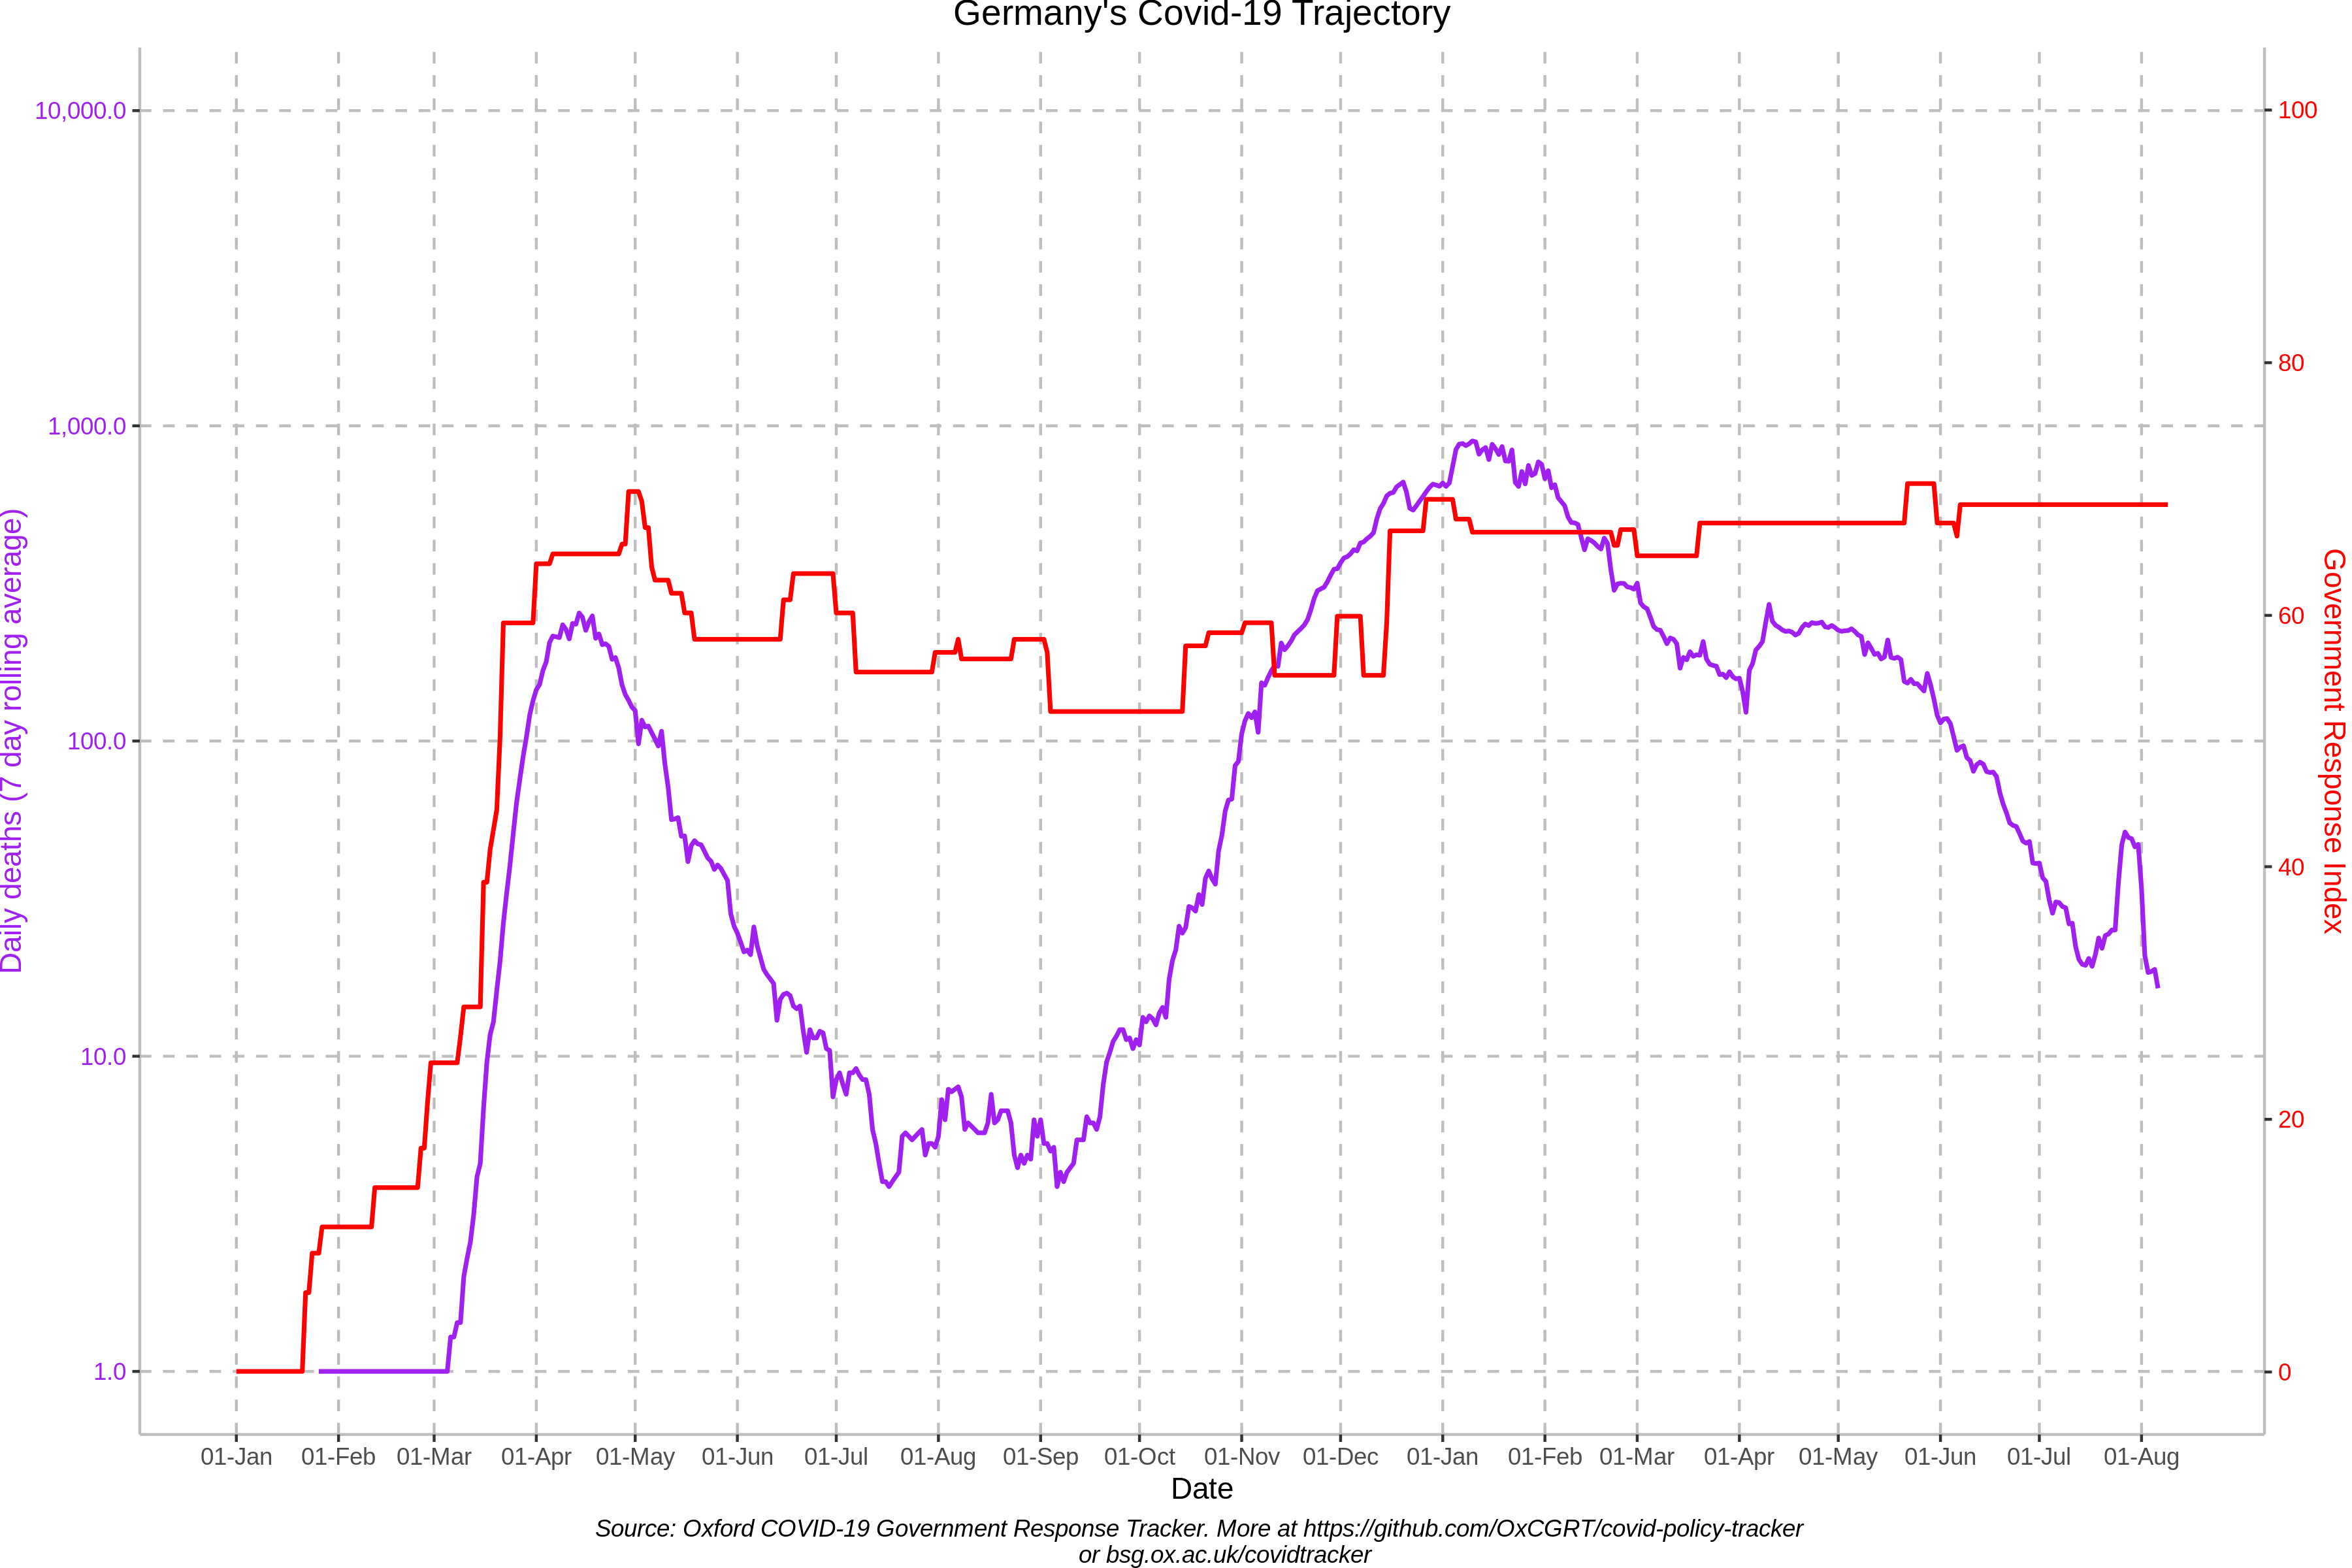 Germany's Covid-19 Trajectory
10,000.0
1,000.0
100.0
10.0
1.0
Daily deaths (7 day rolling average)
100
80
60
40
20
0
Government Response Index
01-Jan 01-Feb 01-Mar 01-Apr 01-May 01-Jun 01-Jul 01-Aug 01-Sep 01-Oct 01-Nov 01-Dec 01-Jan 01-Feb 01-Mar 01-Apr 01-May 01-Jun 01-Jul 01-Aug
Date
Source: Oxford COVID-19 Government Response Tracker. More at https://github.com/OxCGRT/covid-policy-tracker
or bsg.ox.ac.uk/covidtracker